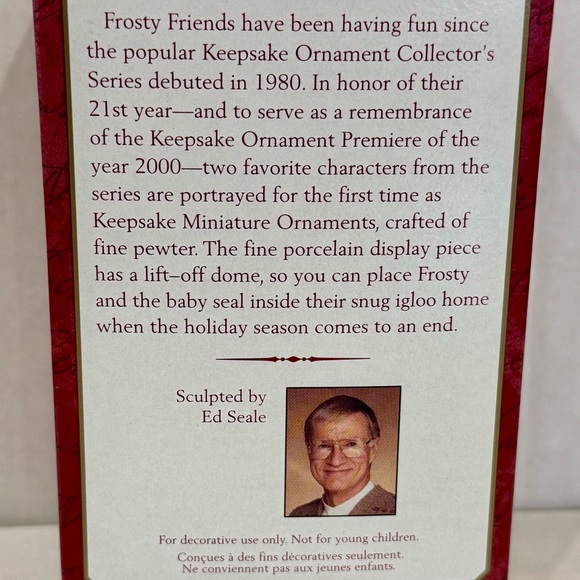 Frosty Friends have been having fun since
the popular Keepsake Ornament Collector's
Series debuted in 1980. In honor of their
21st year—and to serve as a remembrance
of the Keepsake Ornament Premiere of the
year 2000—two favorite characters from the
series are portrayed for the first time as
Keepsake Miniature Ornaments, crafted of
fine pewter. The fine porcelain display piece
has a lift–off dome, so you can place Frosty
and the baby seal inside their snug igloo home
when the holiday season comes to an end.
Sculpted by
Ed Seale
For decorative use only. Not for young children.
Conçues à des fins décoratives seulement.
Ne conviennent pas aux jeunes enfants.